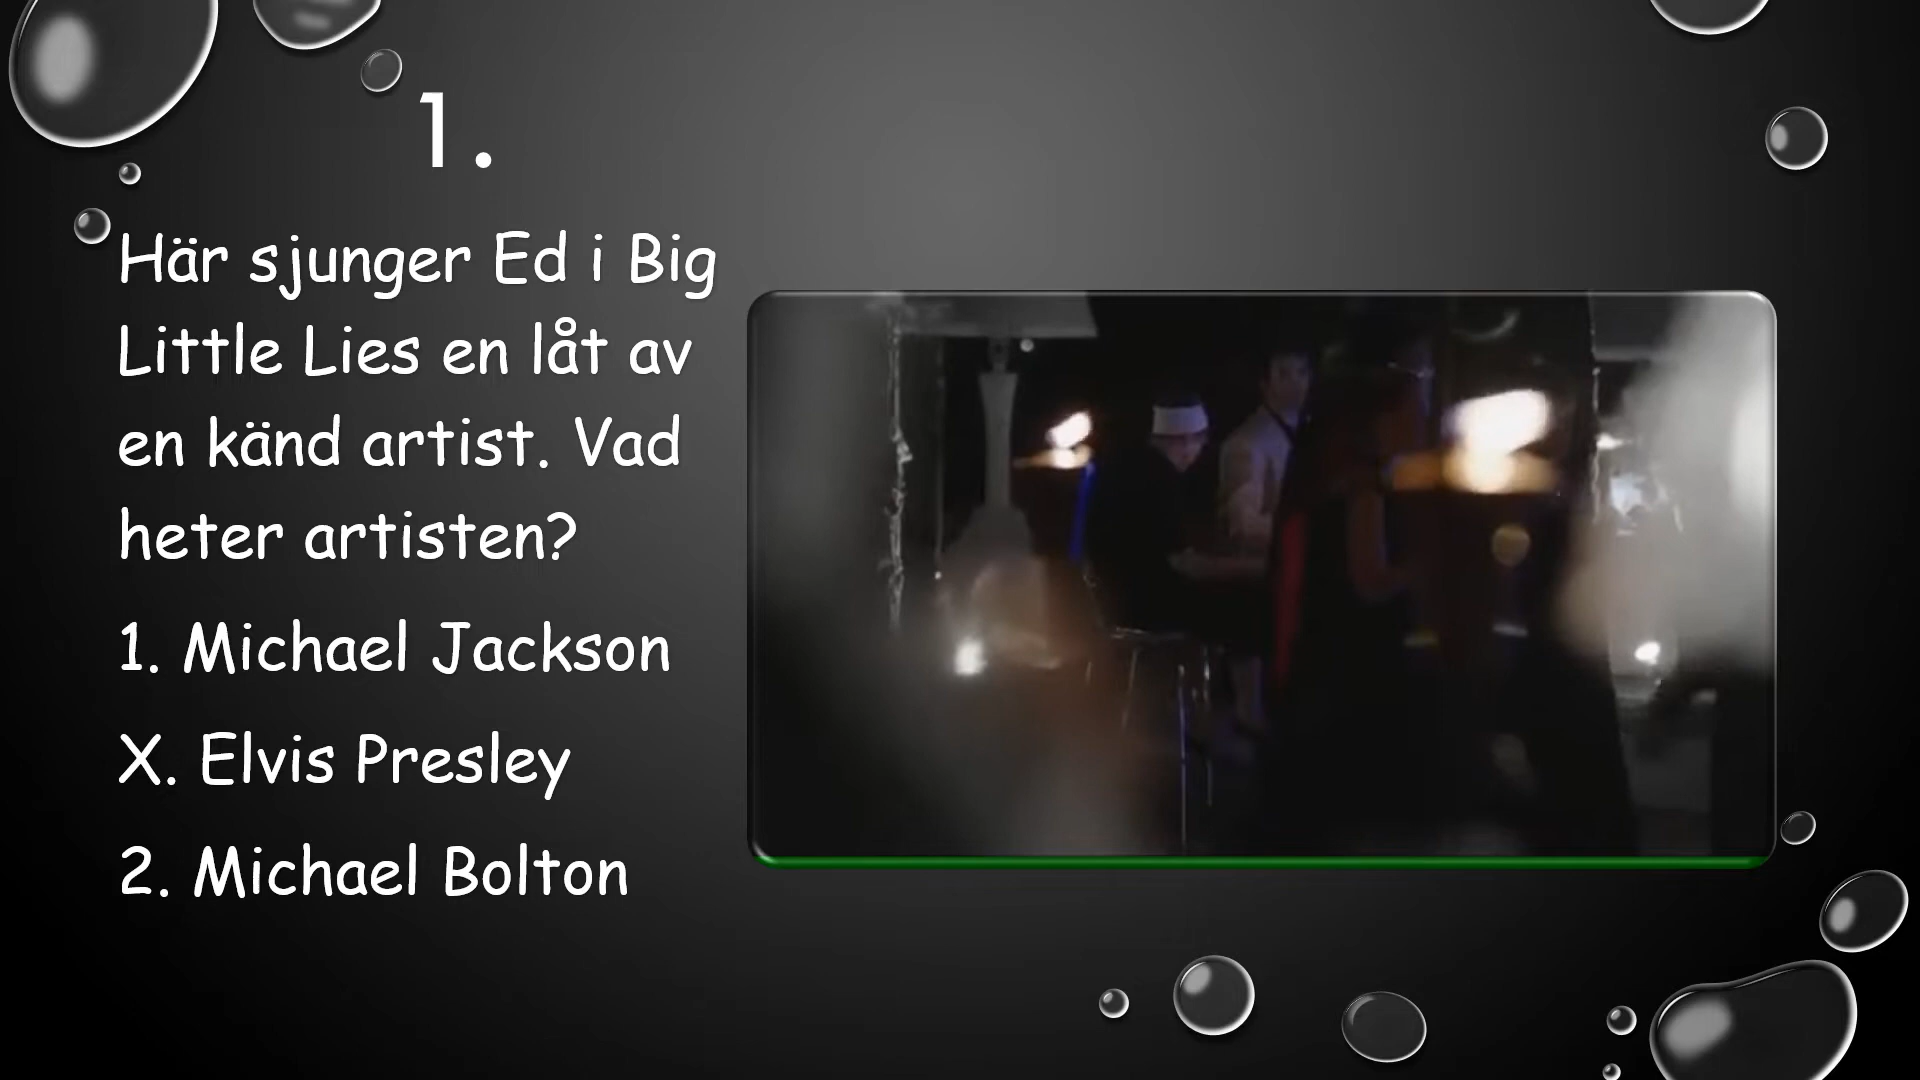 1.
Här sjunger Ed i Big
Little Lies en låt av
en känd artist. Vad
heter artisten?
1. Michael Jackson
X. Elvis Presley
2. Michael Bolton